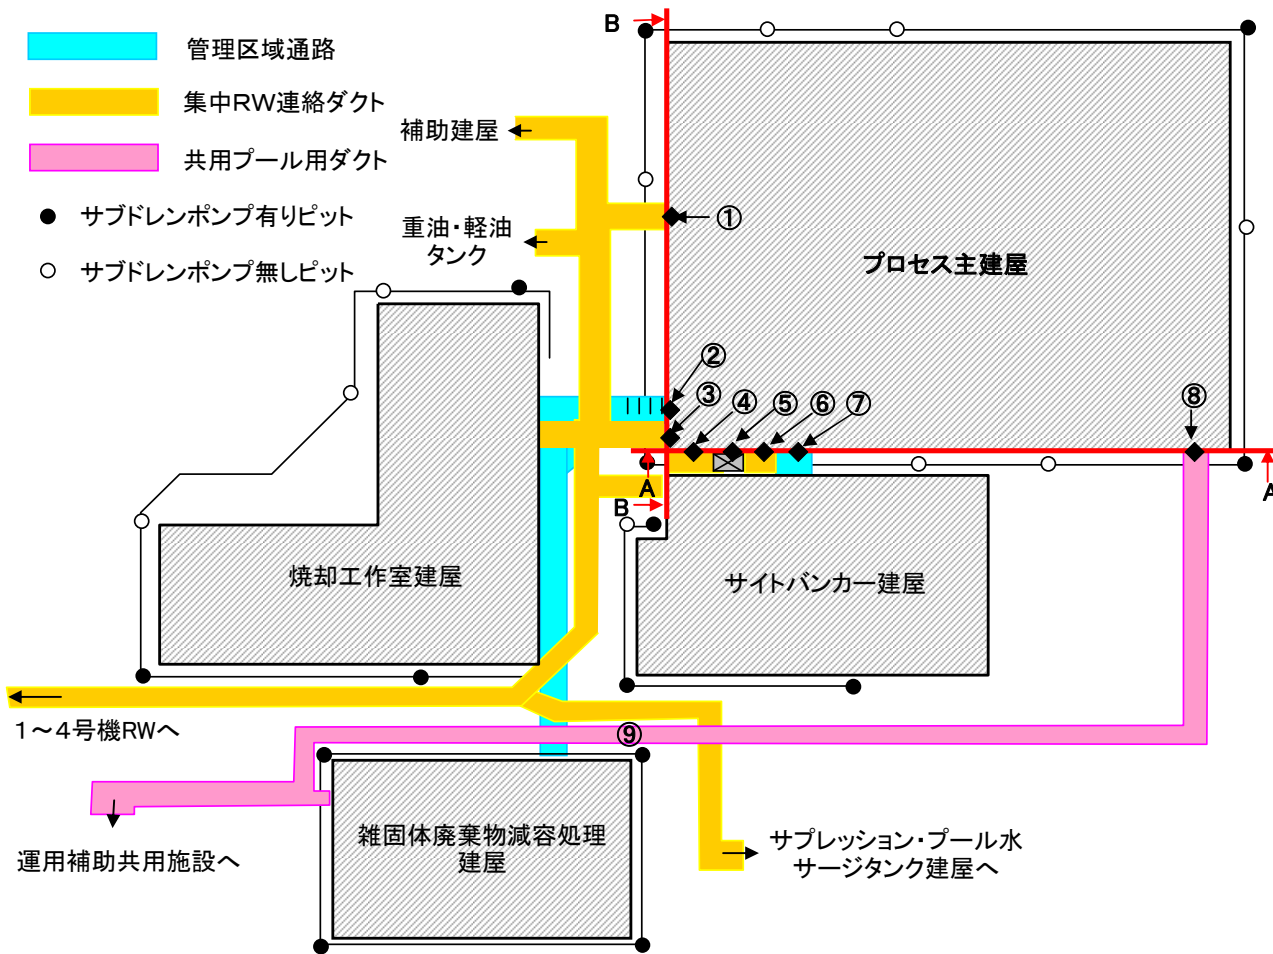 B
管理区域通路
集中RW連絡ダクト
共用プール用ダクト
サブドレンポンプ有りピット
サブドレンポンプ無しピット
補助建屋
重油・軽油
タンク
①
プロセス主建屋
②
③
④
⑤
⑥
⑦
⑧
A
A
B
焼却工作室建屋
サイトバンカー建屋
1~4号機RWへ
⑨
運用補助共用施設へ
雑固体廃棄物減容処理
建屋
サプレッション・プール水
サージタンク建屋へ